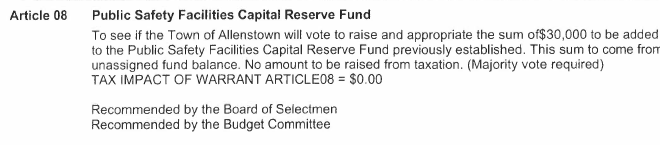 Article 08 Public Safety Facilities Capital Reserve Fund
To see if the Town of Allenstown will vote to raise and appropriate the sum of$30,000 to be added
to the Public Safety Facilities Capital Reserve Fund previously established. This sum to come from
unassigned fund balance. No amount to be raised from taxation. (Majority vote required)
TAX IMPACT OF WARRANT ARTICLE08 = $0.00
Recommended by the Board of Selectmen
Recommended by the Budget Committee